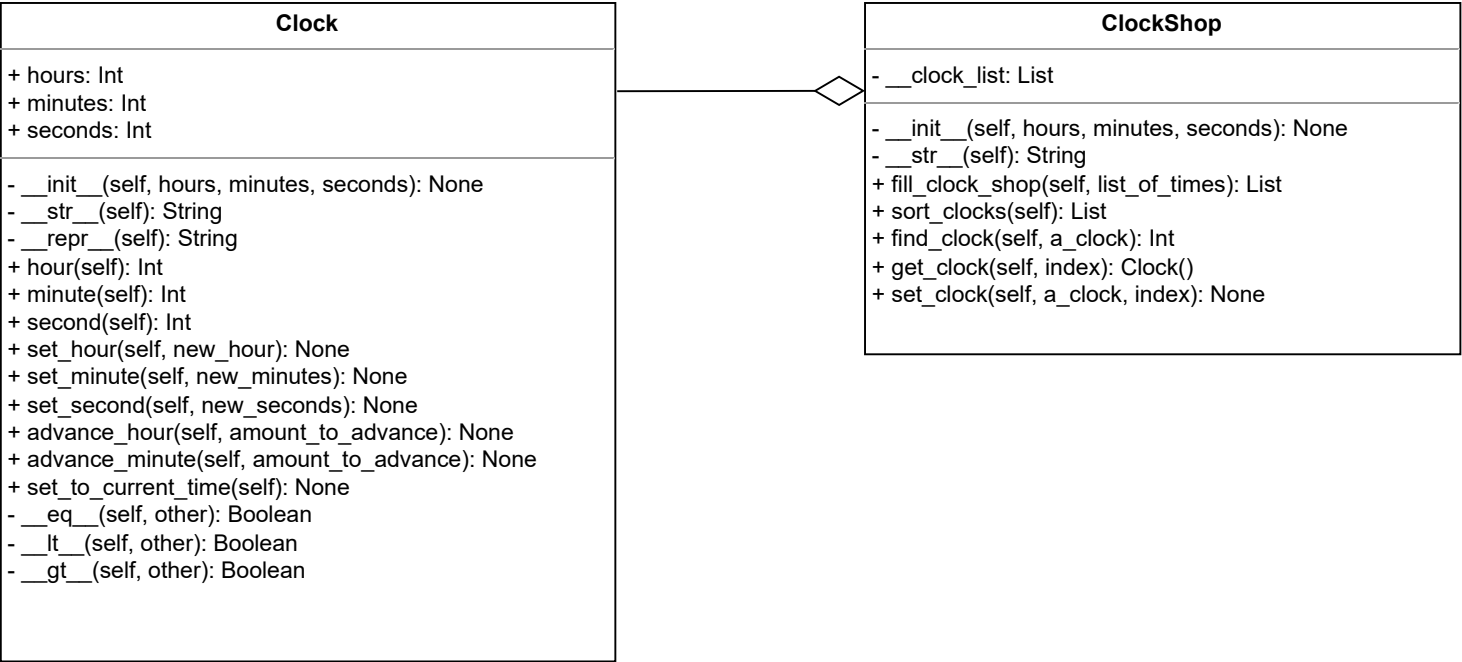 Clock
+ hours: Int
+ minutes: Int
+ seconds: Int
- __init__(self, hours, minutes, seconds): None
- __str__(self): String
- __repr__(self): String
+ hour(self): Int
+ minute(self): Int
+ second(self): Int
+ set_hour(self, new_hour): None
+ set_minute(self, new_minutes): None
+ set_second(self, new_seconds): None
+ advance_hour(self, amount_to_advance): None
+ advance_minute(self, amount_to_advance): None
+ set_to_current_time(self): None
- __eq__(self, other): Boolean
- __lt__(self, other): Boolean
- __gt__(self, other): Boolean
ClockShop
- __clock_list: List
- __init__(self, hours, minutes, seconds): None
- __str__(self): String
+ fill_clock_shop(self, list_of_times): List
+ sort_clocks(self): List
+ find_clock(self, a_clock): Int
+ get_clock(self, index): Clock()
+ set_clock(self, a_clock, index): None